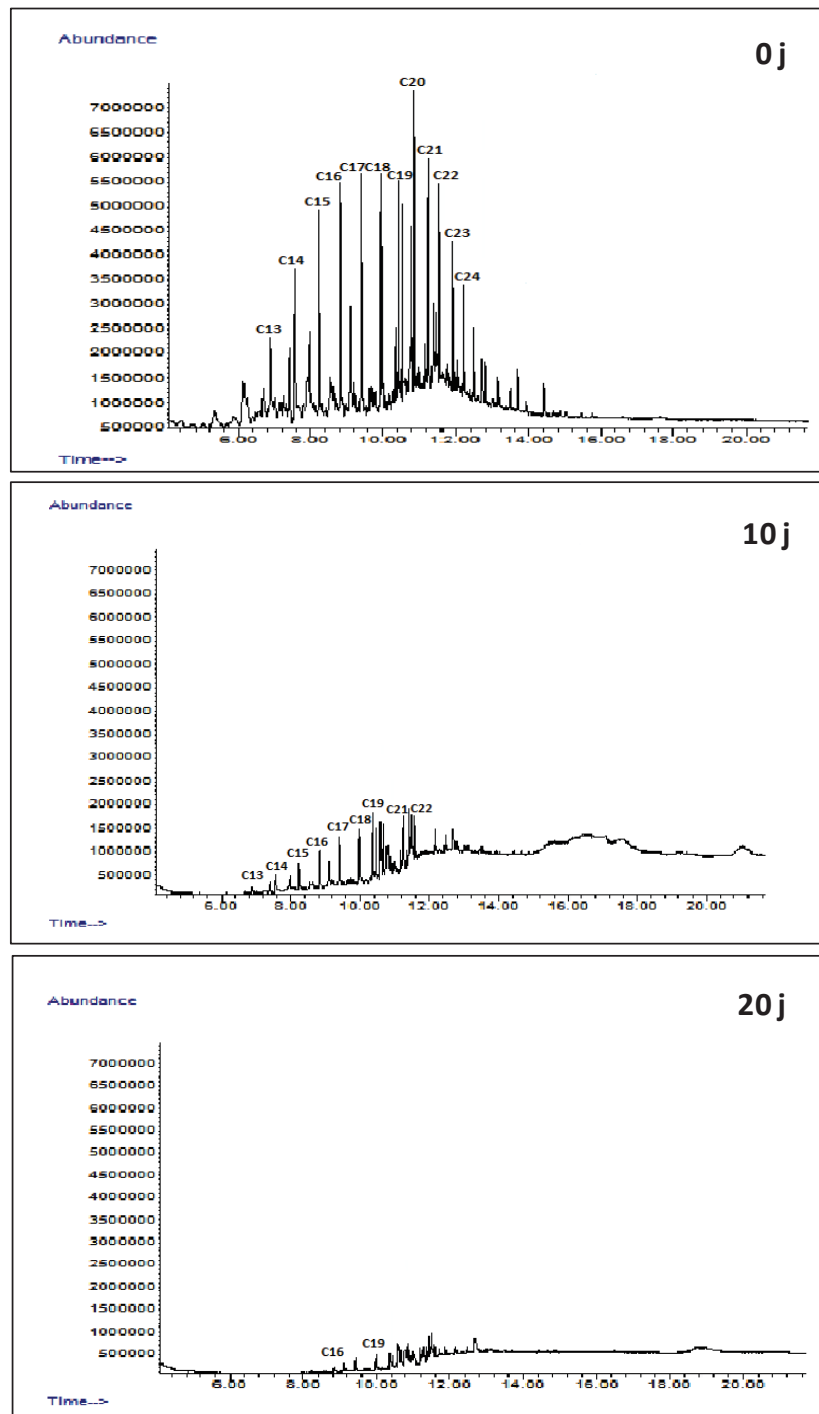 Abundance
0 j
7000000
6500000
6000000
5500000
5000000
4500000
4000000
3500000
3000000
2500000
2000000
1500000
1000000
500000
C13
C14
C15
C16
C17
C18
C19
C20
C21
C22
C23
C24
6.00 8.00 10.00 12.00 14.00 16.00 18.00 20.00
Time-->
Abundance
10 j
7000000
6500000
6000000
5500000
5000000
4500000
4000000
3500000
3000000
2500000
2000000
1500000
1000000
500000
C13
C14
C15
C16
C17
C18
C19
C21
C22
6.00 8.00 10.00 12.00 14.00 16.00 18.00 20.00
Time-->
Abundance
20 j
7000000
6500000
6000000
5500000
5000000
4500000
4000000
3500000
3000000
2500000
2000000
1500000
1000000
500000
C16
C19
6.00 8.00 10.00 12.00 14.00 16.00 18.00 20.00
Time-->